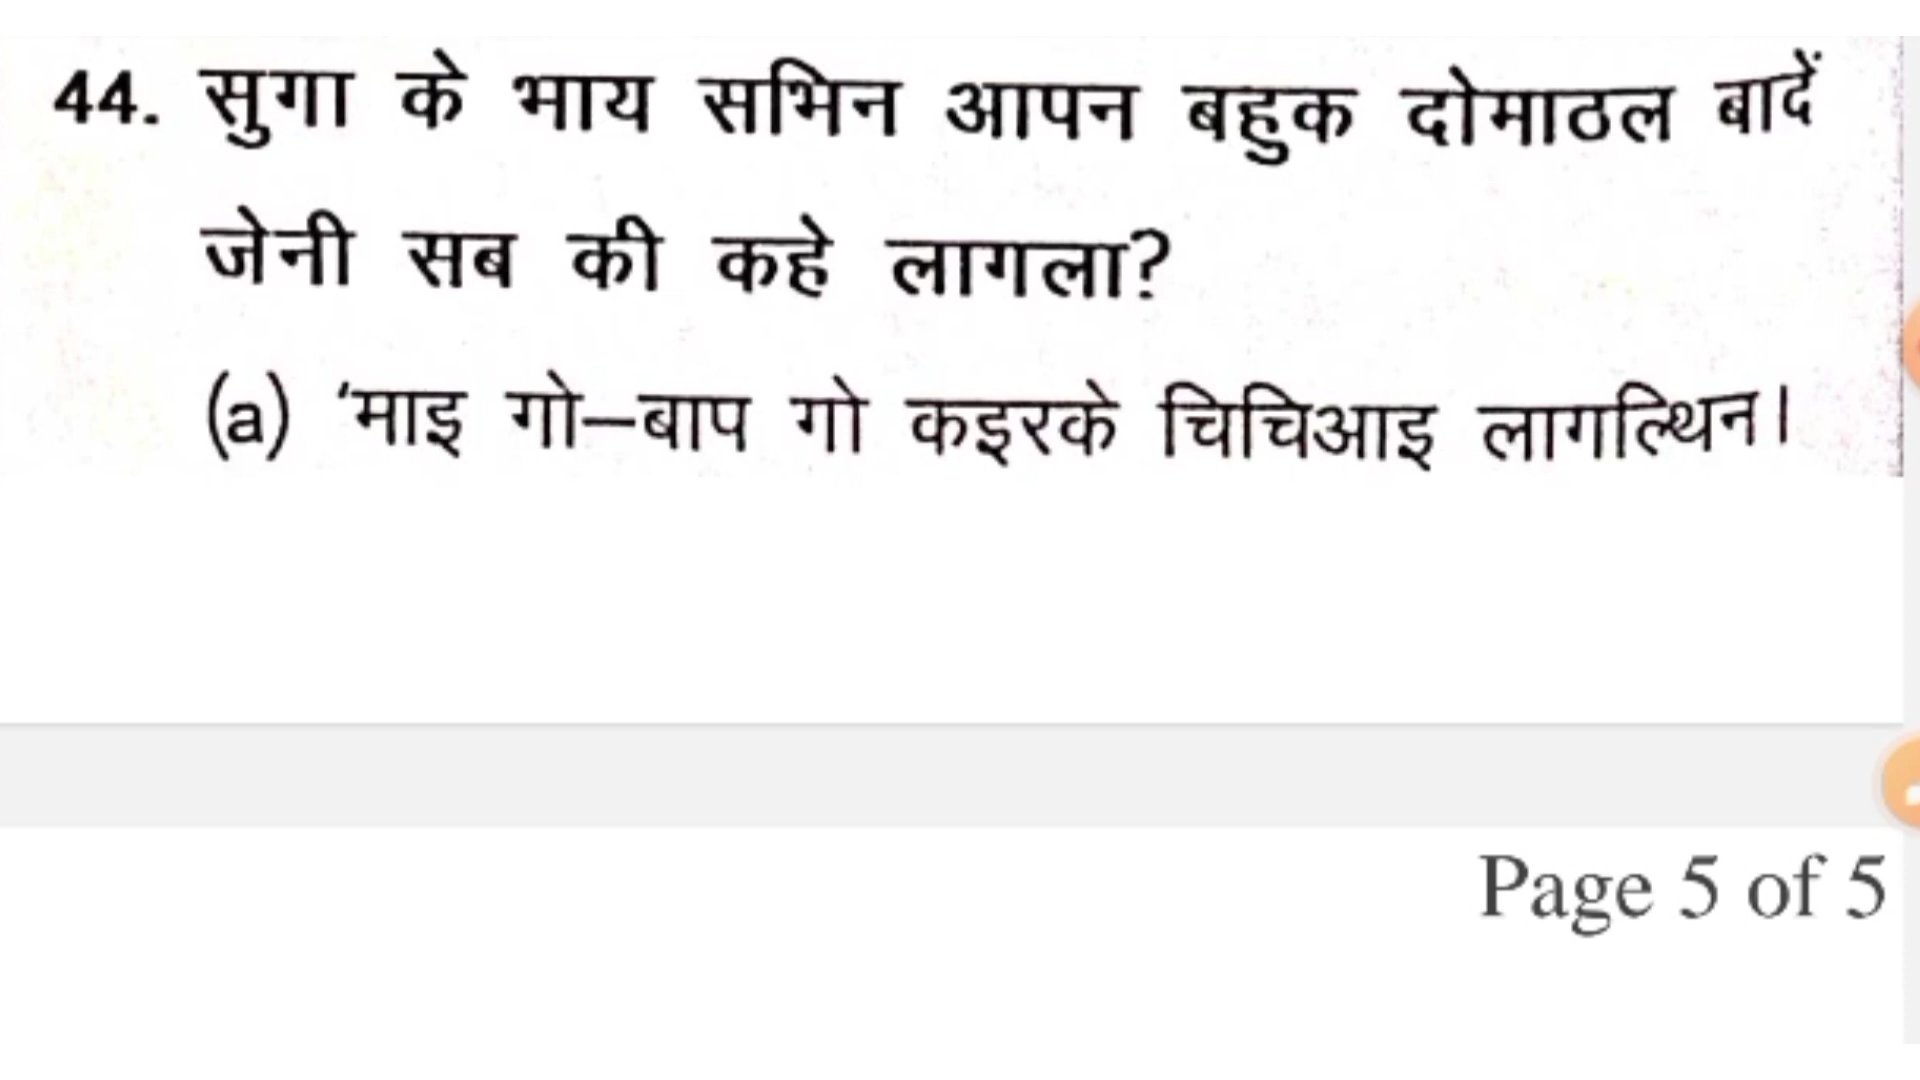 44. सुगा के भाय सभिन आपन बहुक दोमाठल बादें
जेनी सब की कहे लागला?
(a) ‘माइ गो–बाप गो कइरके चिचिआइ लागल्थिन।
Page 5 of 5